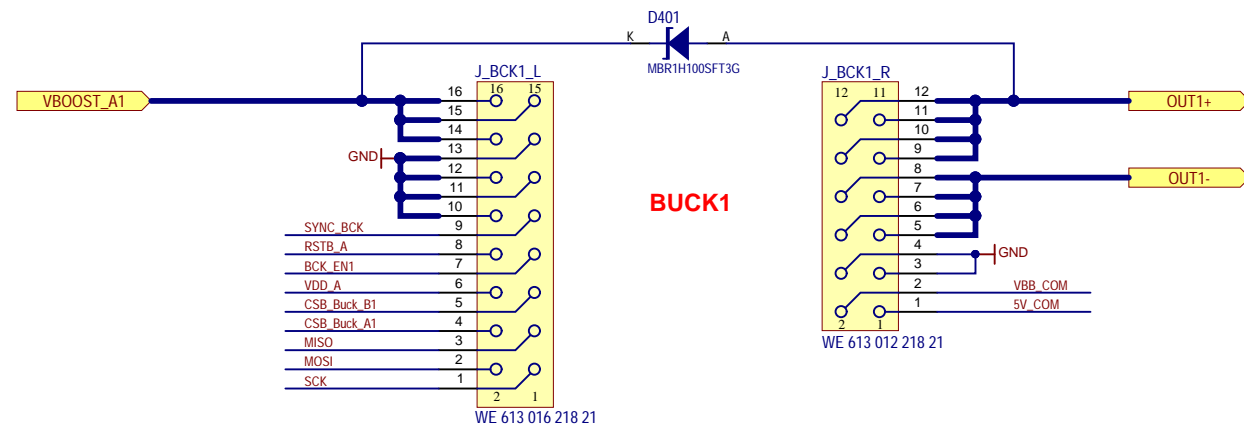 D401
K
A
MBR1H100SFT3G
J_BCK1_L
J_BCK1_R
VBOOST_A1
16
15
14
13
12
11
10
9
8
7
6
5
4
3
2
1
16 15
2 1
GND
SYNC_BCK
RSTB_A
BCK_EN1
VDD_A
CSB_Buck_B1
CSB_Buck_A1
MISO
MOSI
SCK
WE 613 016 218 21
BUCK1
12 11
2 1
12
11
10
9
8
7
6
5
4
3
2
1
OUT1+
OUT1-
GND
VBB_COM
5V_COM
WE 613 012 218 21